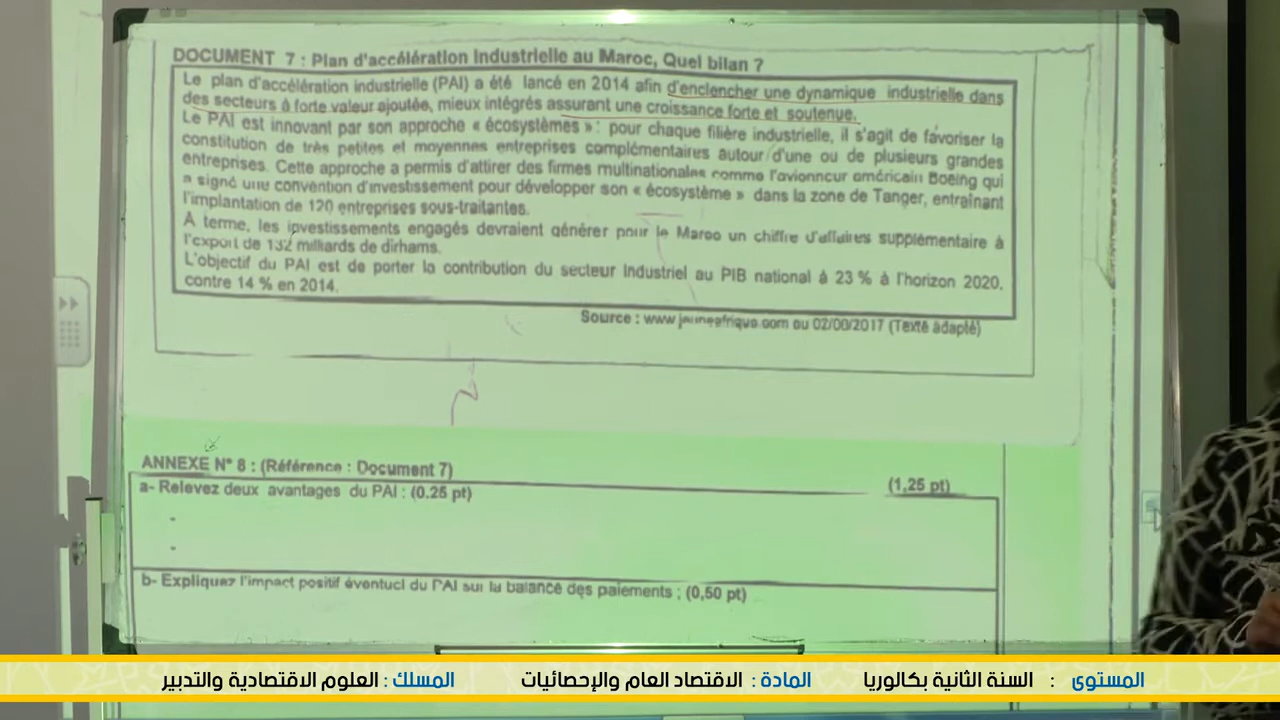 DOCUMENT 7 : Plan d'accélération Industrielle au Maroc, Quel bilan ?
Le plan d'accélération industrielle (PAI) a été lancé en 2014 afin d'enclencher une dynamique industrielle dans
des secteurs à forte valeur ajoutée, mieux intégrés assurant une croissance forte et soutenue.
Le PAI est innovant par son approche « écosystèmes » : pour chaque filière industrielle, il s'agit de favoriser la
constitution de très petites et moyennes entreprises complémentaires autour d'une ou de plusieurs grandes
entreprises. Cette approche a permis d'attirer des firmes multinationales comme l'avionneur américain Boeing qui
a signé une convention d'investissement pour développer son « écosystème » dans la zone de Tanger, entraînant
l'implantation de 120 entreprises sous-traitantes.
A terme, les investissements engagés devraient générer pour le Maroc un chiffre d'affaires supplémentaire à
l'export de 132 milliards de dirhams.
L'objectif du PAI est de porter la contribution du secteur Industriel au PIB national à 23 % à l'horizon 2020,
contre 14 % en 2014.
Source : www.jeuneafrique.com (Texte adapté)
ANNEXE N° 8 : (Référence : Document 7) (1,25 pt)
a- Relevez deux avantages du PAI : (0.25 pt)
-
-
b- Expliquez l'impact positif éventuel du PAI sur la balance des paiements : (0,50 pt)
المستوى : السنة الثانية بكالوريا المادة : الاقتصاد العام والإحصائيات المسلك : العلوم الاقتصادية والتدبير